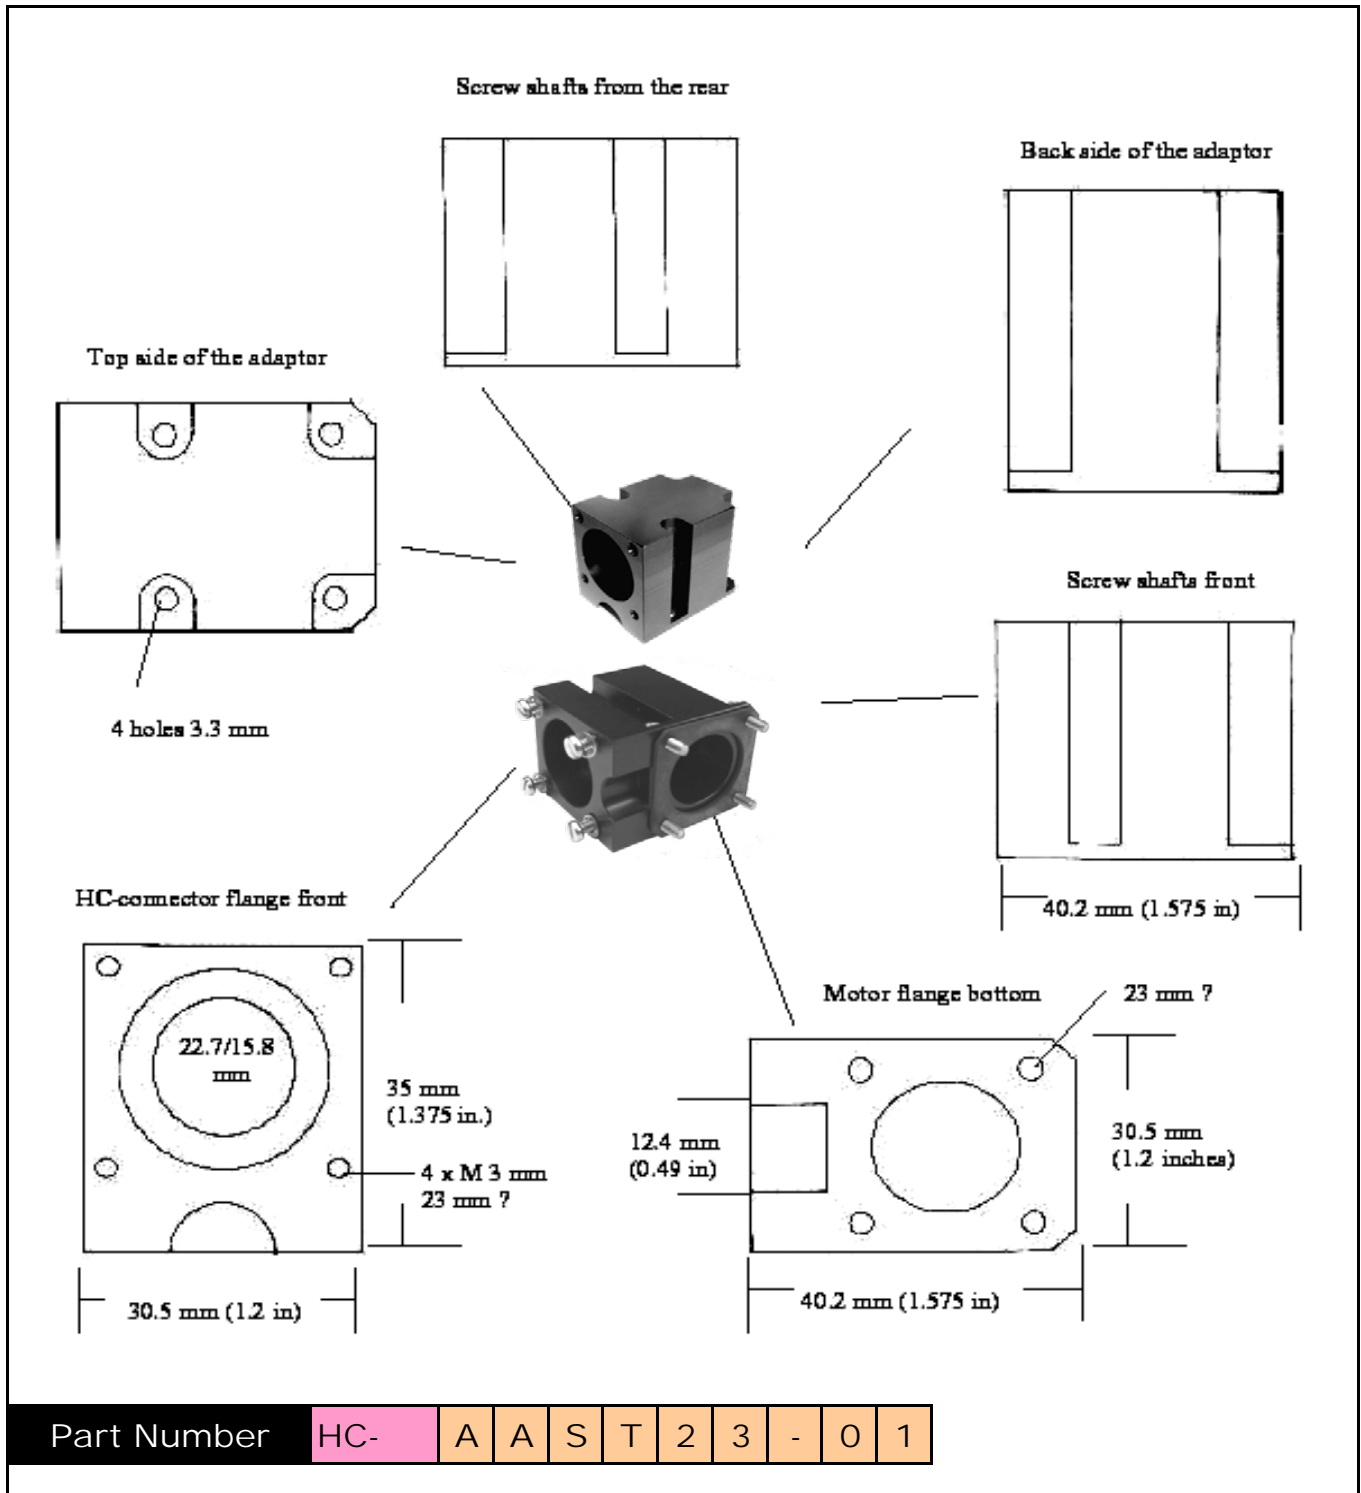 Screw shafts from the rear
Back side of the adaptor
Top side of the adaptor
4 holes 3.3 mm
Screw shafts front
40.2 mm (1.575 in)
HC-connector flange front
22.7/15.8
mm
35 mm
(1.375 in.)
4 x M 3 mm
23 mm ?
30.5 mm (1.2 in)
Motor flange bottom
23 mm ?
12.4 mm
(0.49 in)
30.5 mm
(1.2 inches)
40.2 mm (1.575 in)
Part Number HC- A A S T 2 3 - 0 1